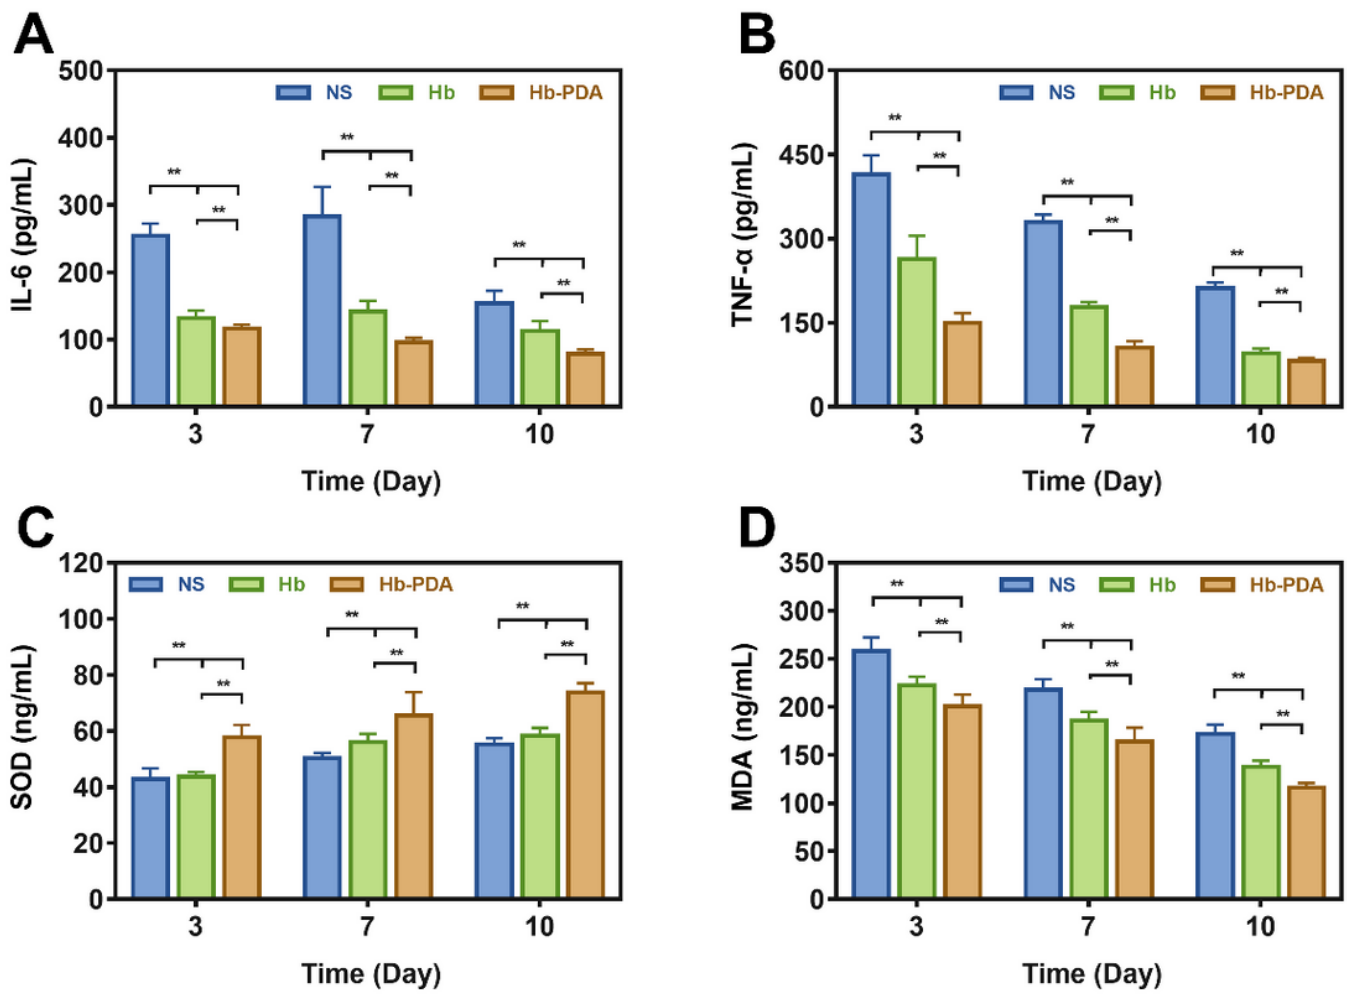 A
IL-6 (pg/mL)
500
400
300
200
100
0
NS Hb Hb-PDA
** ** **
** ** **
3 7 10
Time (Day)
B
TNF-α (pg/mL)
600
450
300
150
0
NS Hb Hb-PDA
** ** **
** ** **
3 7 10
Time (Day)
C
SOD (ng/mL)
120
100
80
60
40
20
0
NS Hb Hb-PDA
** ** **
** ** **
3 7 10
Time (Day)
D
MDA (ng/mL)
350
300
250
200
150
100
50
0
NS Hb Hb-PDA
** ** **
** ** **
3 7 10
Time (Day)